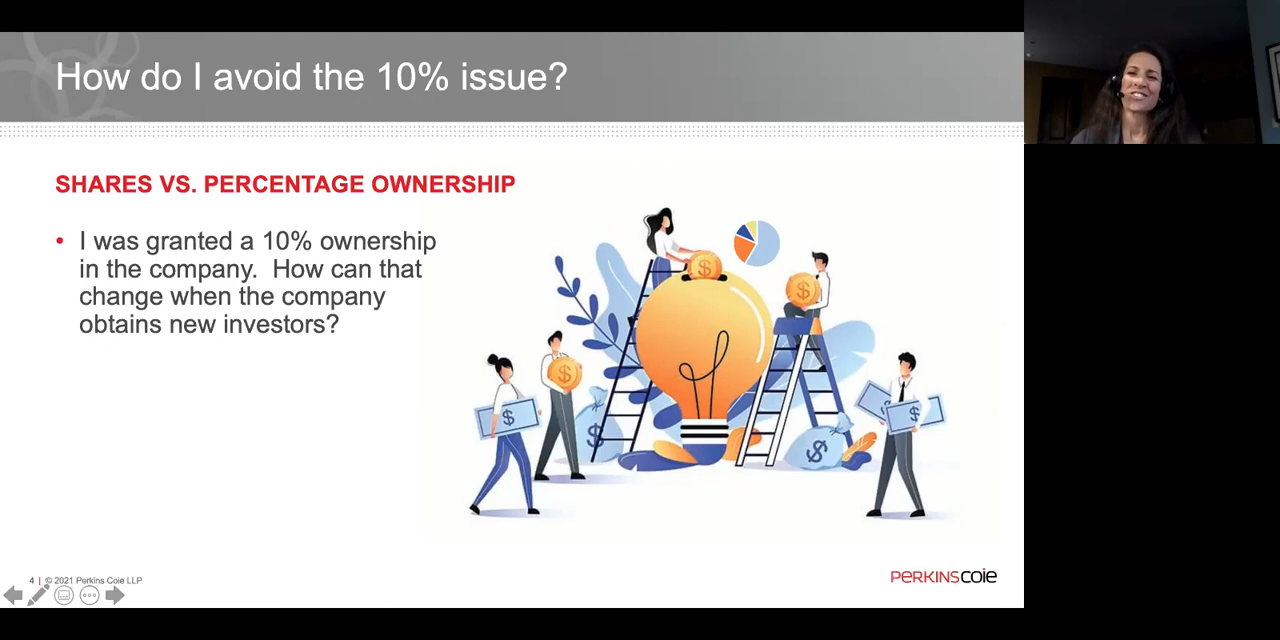 How do I avoid the 10% issue?
SHARES VS. PERCENTAGE OWNERSHIP
• I was granted a 10% ownership
in the company.  How can that
change when the company
obtains new investors?
$
$
$
$
$
$
$
4 | © 2021 Perkins Coie LLP
PERKINSCOIE